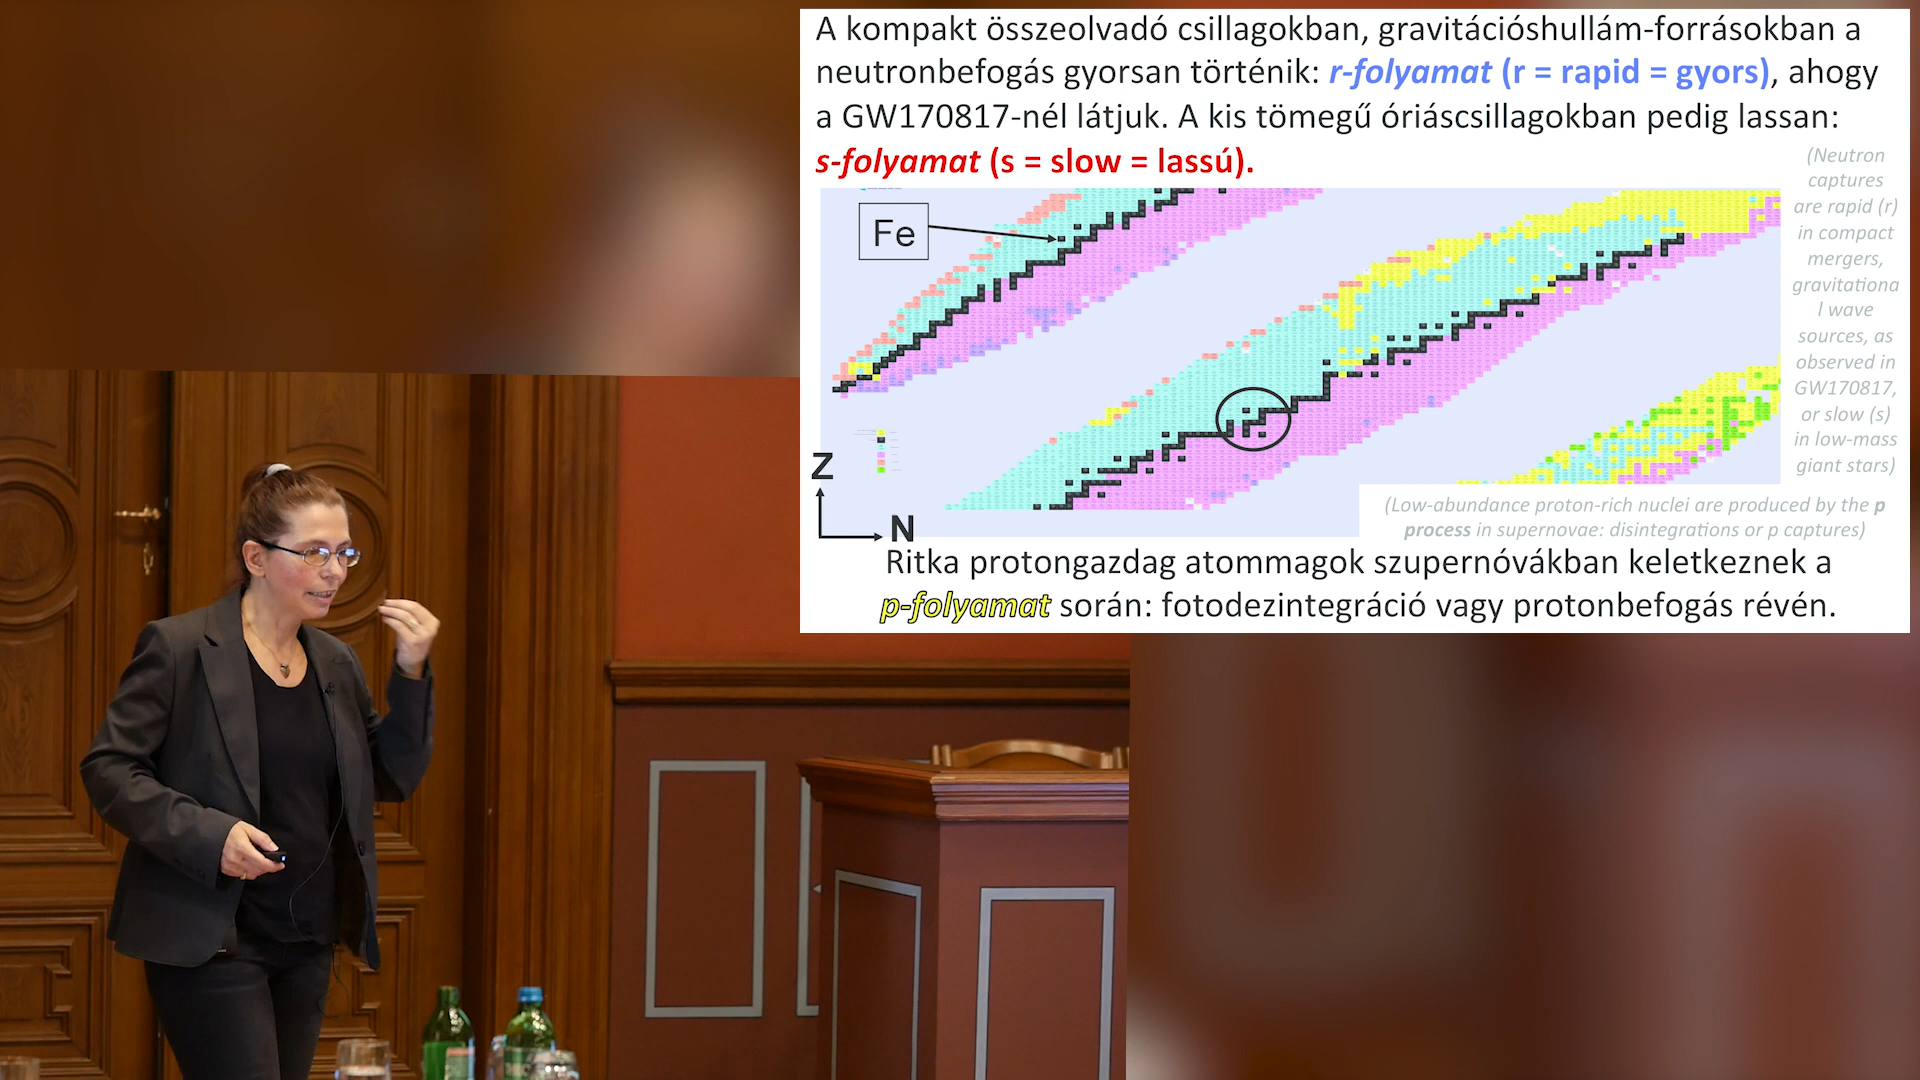 A kompakt összeolvadó csillagokban, gravitációshullám-forrásokban a
neutronbefogás gyorsan történik: r-folyamat (r = rapid = gyors), ahogy
a GW170817-nél látjuk. A kis tömegű óriáscsillagokban pedig lassan:
s-folyamat (s = slow = lassú).
(Neutron
captures
are rapid (r)
in compact
mergers,
gravitationa
l wave
sources, as
observed in
GW170817,
or slow (s)
in low-mass
giant stars)
Fe
Z
N
(Low-abundance proton-rich nuclei are produced by the p
process in supernovae: disintegrations or p captures)
Ritka protongazdag atommagok szupernóvákban keletkeznek a
p-folyamat során: fotodezintegráció vagy protonbefogás révén.